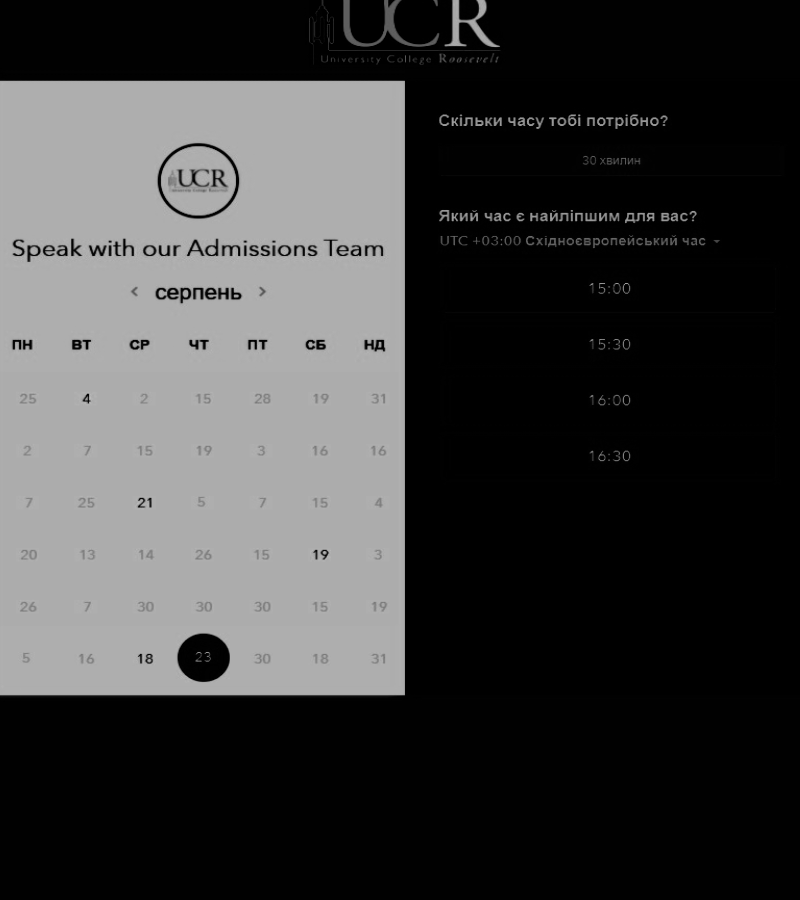 UCR
University College Roosevelt
UCR
Speak with our Admissions Team
< серпень >
ПН ВТ СР ЧТ ПТ СБ НД
25 4 2 15 28 19 31
2 7 15 19 3 16 16
7 25 21 5 7 15 4
20 13 14 26 15 19 3
26 7 30 30 30 15 19
5 16 18 23 30 18 31
Скільки часу тобі потрібно?
30 хвилин
Який час є найліпшим для вас?
UTC +03:00 Східноєвропейський час
15:00
15:30
16:00
16:30